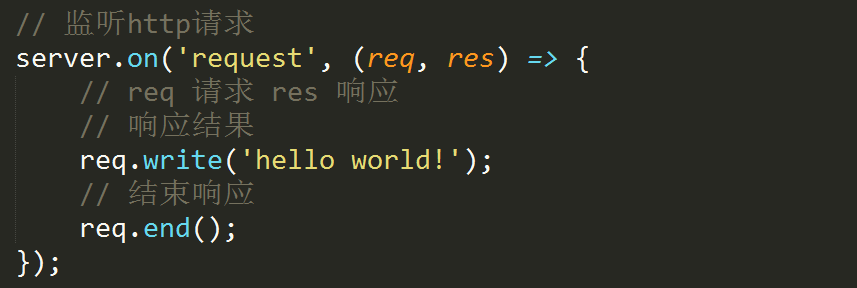 // 监听http请求
server.on('request', (req, res) => {
    // req 请求 res 响应
    // 响应结果
    req.write('hello world!');
    // 结束响应
    req.end();
});